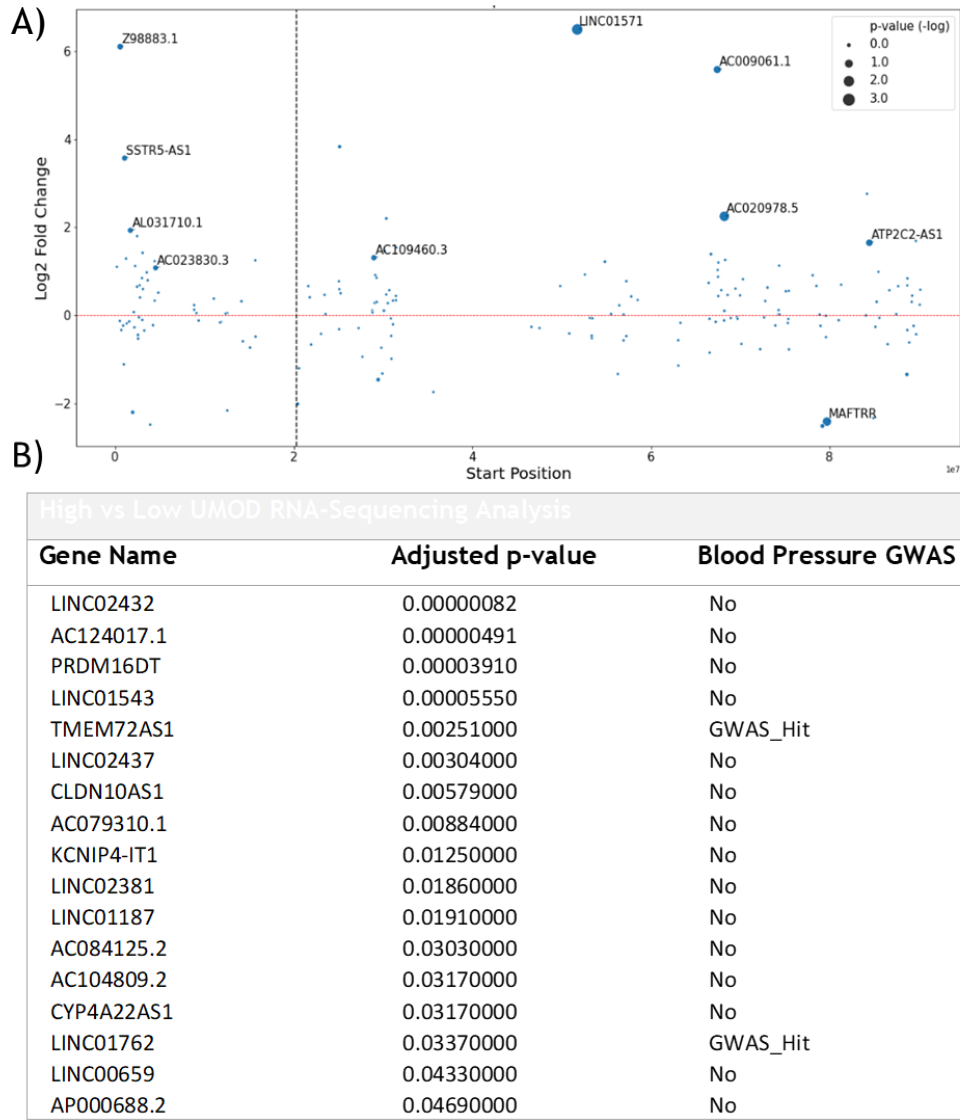 A)
Z98883.1
LINC01571
AC009061.1
p-value (-log)
0.0
1.0
2.0
3.0
SSTR5-AS1
AL031710.1
AC023830.3
AC109460.3
AC020978.5
ATP2C2-AS1
MAFTRR
Log2 Fold Change
6
4
2
0
−2
0
2
4
6
8
1e7
Start Position
B)
High vs Low UMOD RNA-Sequencing Analysis
Gene Name Adjusted p-value Blood Pressure GWAS
LINC02432 0.00000082 No
AC124017.1 0.00000491 No
PRDM16DT 0.00003910 No
LINC01543 0.00005550 No
TMEM72AS1 0.00251000 GWAS_Hit
LINC02437 0.00304000 No
CLDN10AS1 0.00579000 No
AC079310.1 0.00884000 No
KCNIP4-IT1 0.01250000 No
LINC02381 0.01860000 No
LINC01187 0.01910000 No
AC084125.2 0.03030000 No
AC104809.2 0.03170000 No
CYP4A22AS1 0.03170000 No
LINC01762 0.03370000 GWAS_Hit
LINC00659 0.04330000 No
AP000688.2 0.04690000 No